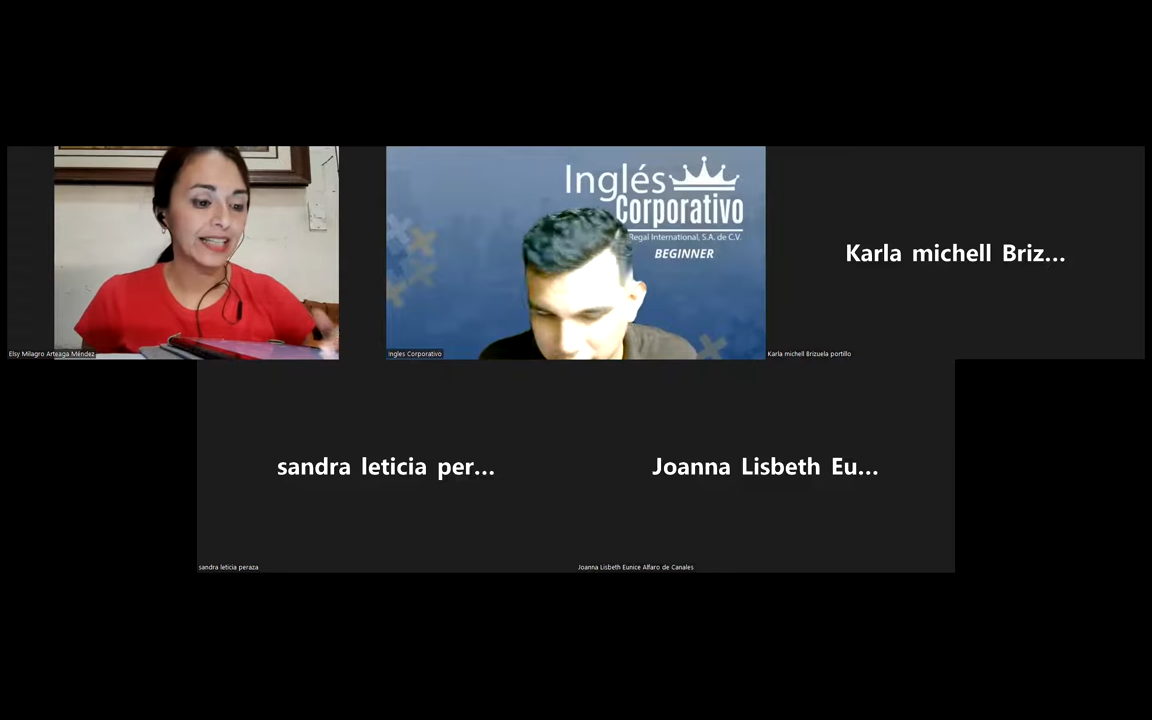 Inglés
Corporativo
Regal International, S.A. de C.V.
BEGINNER
Karla michell Briz...
Elsy Milagro Arteaga Méndez
Ingles Corporativo
Karla michell Brizuela portillo
sandra leticia per...
Joanna Lisbeth Eu...
sandra leticia peraza
Joanna Lisbeth Eunice Alfaro de Canales